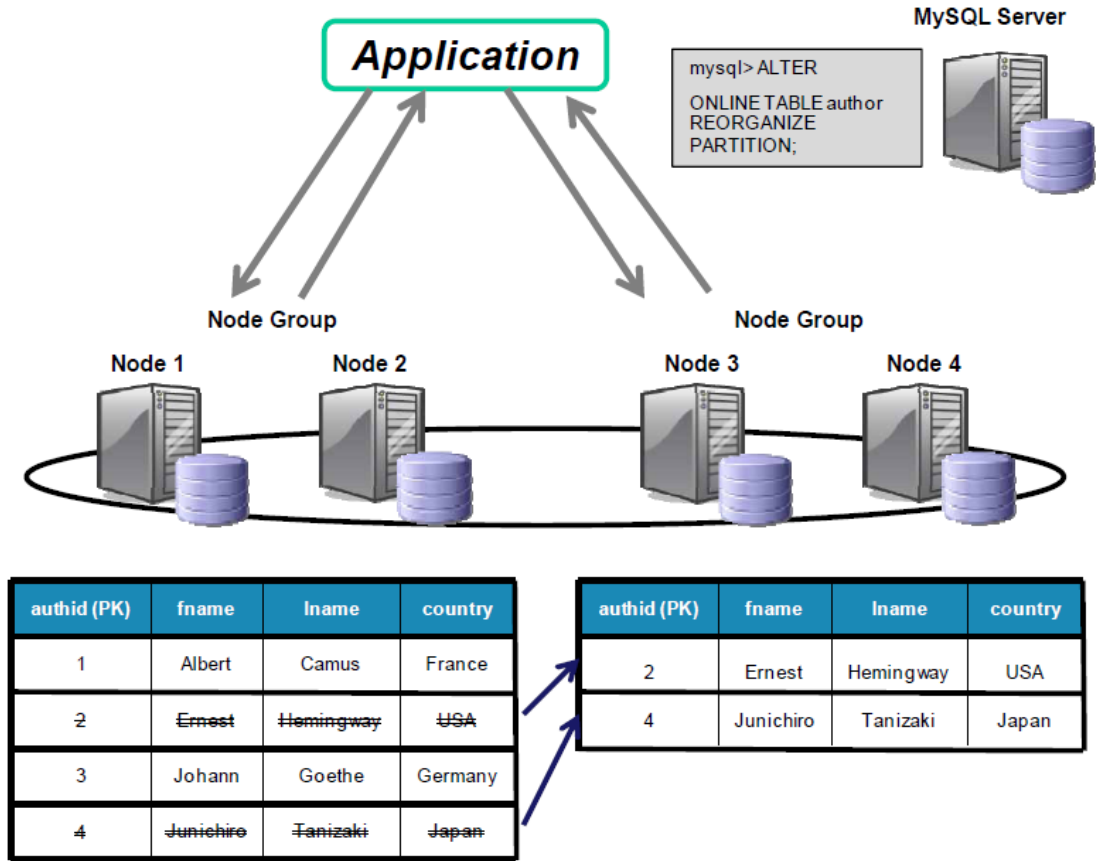 MySQL Server
Application
mysql> ALTER
ONLINE TABLE author
REORGANIZE
PARTITION;
Node Group
Node Group
Node 1
Node 2
Node 3
Node 4
authid (PK) fname lname country
1 Albert Camus France
2 Ernest Hemingway USA
3 Johann Goethe Germany
4 Junichiro Tanizaki Japan
authid (PK) fname lname country
2 Ernest Hemingway USA
4 Junichiro Tanizaki Japan